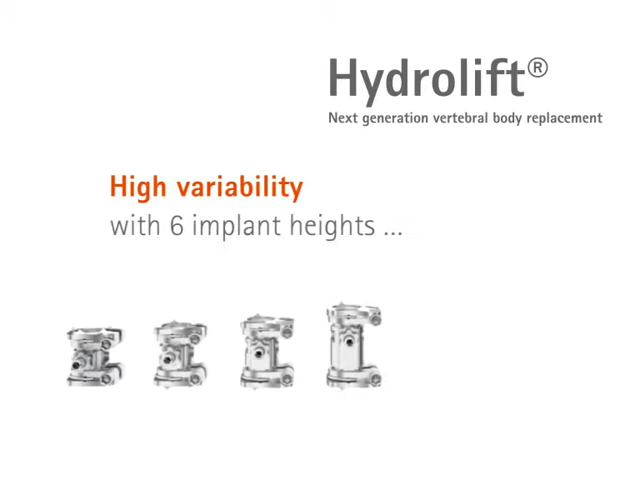 Hydrolift®
Next generation vertebral body replacement
High variability
with 6 implant heights ...